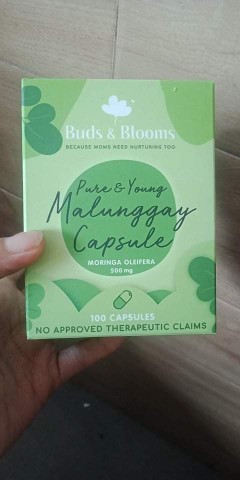 Buds & Blooms
BECAUSE MOMS NEED NURTURING TOO
Pure & Young
Malunggay
Capsule
MORINGA OLEIFERA
500 mg
100 CAPSULES
NO APPROVED THERAPEUTIC CLAIMS